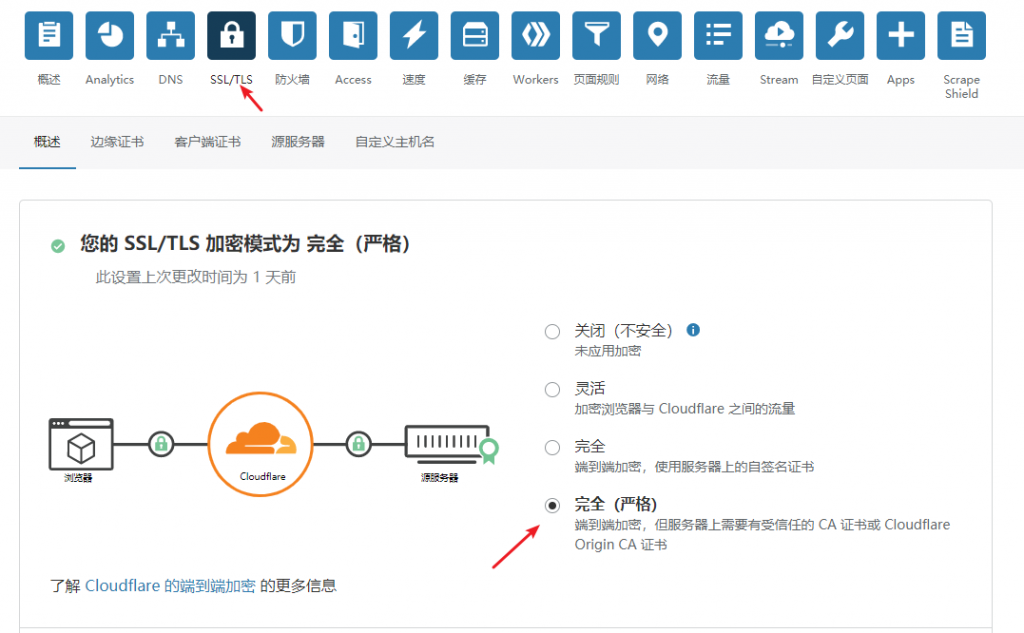 概述
Analytics
DNS
SSL/TLS
防火墙
Access
速度
缓存
Workers
页面规则
网络
流量
Stream
自定义页面
Apps
Scrape
Shield
概述
边缘证书
客户端证书
源服务器
自定义主机名
您的 SSL/TLS 加密模式为 完全（严格）
此设置上次更改时间为 1 天前
浏览器
Cloudflare
源服务器
关闭（不安全）
未应用加密
灵活
加密浏览器与 Cloudflare 之间的流量
完全
端到端加密，使用服务器上的自签名证书
完全（严格）
端到端加密，但服务器上需要有受信任的 CA 证书或 Cloudflare
Origin CA 证书
了解 Cloudflare 的端到端加密 的更多信息